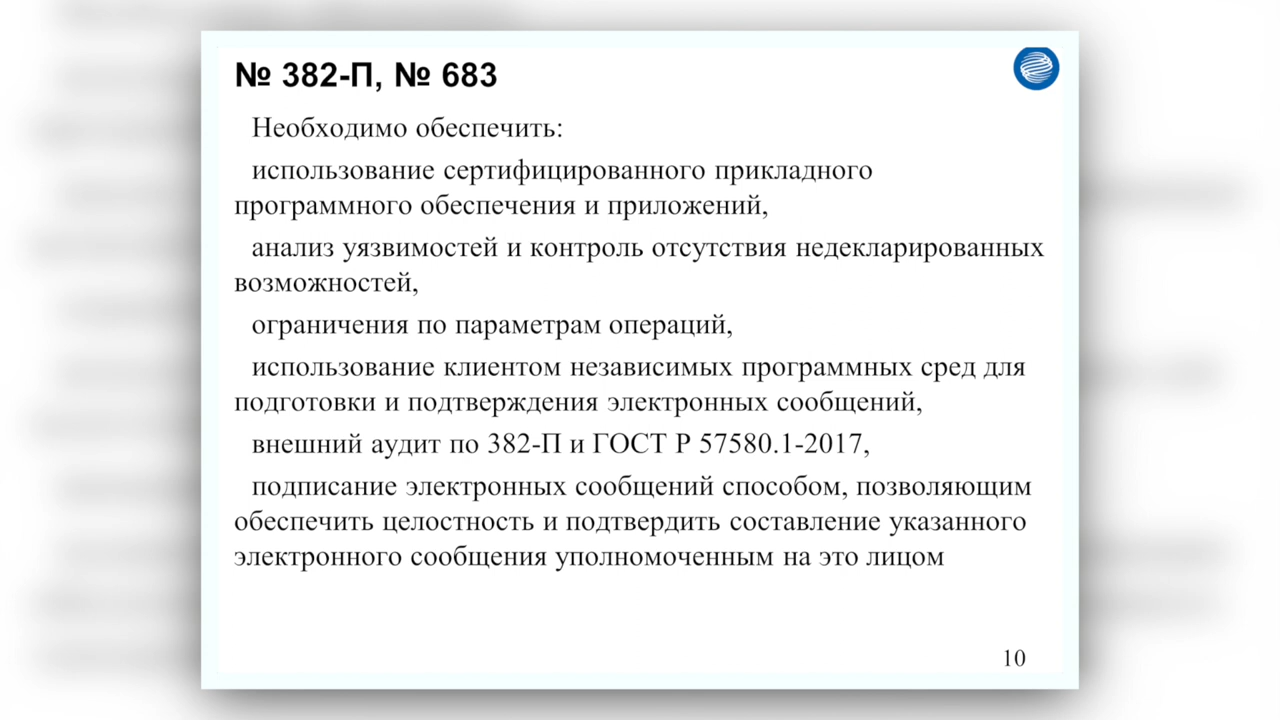 № 382-П, № 683
Необходимо обеспечить:
использование сертифицированного прикладного
программного обеспечения и приложений,
анализ уязвимостей и контроль отсутствия недекларированных
возможностей,
ограничения по параметрам операций,
использование клиентом независимых программных сред для
подготовки и подтверждения электронных сообщений,
внешний аудит по 382-П и ГОСТ Р 57580.1-2017,
подписание электронных сообщений способом, позволяющим
обеспечить целостность и подтвердить составление указанного
электронного сообщения уполномоченным на это лицом
10